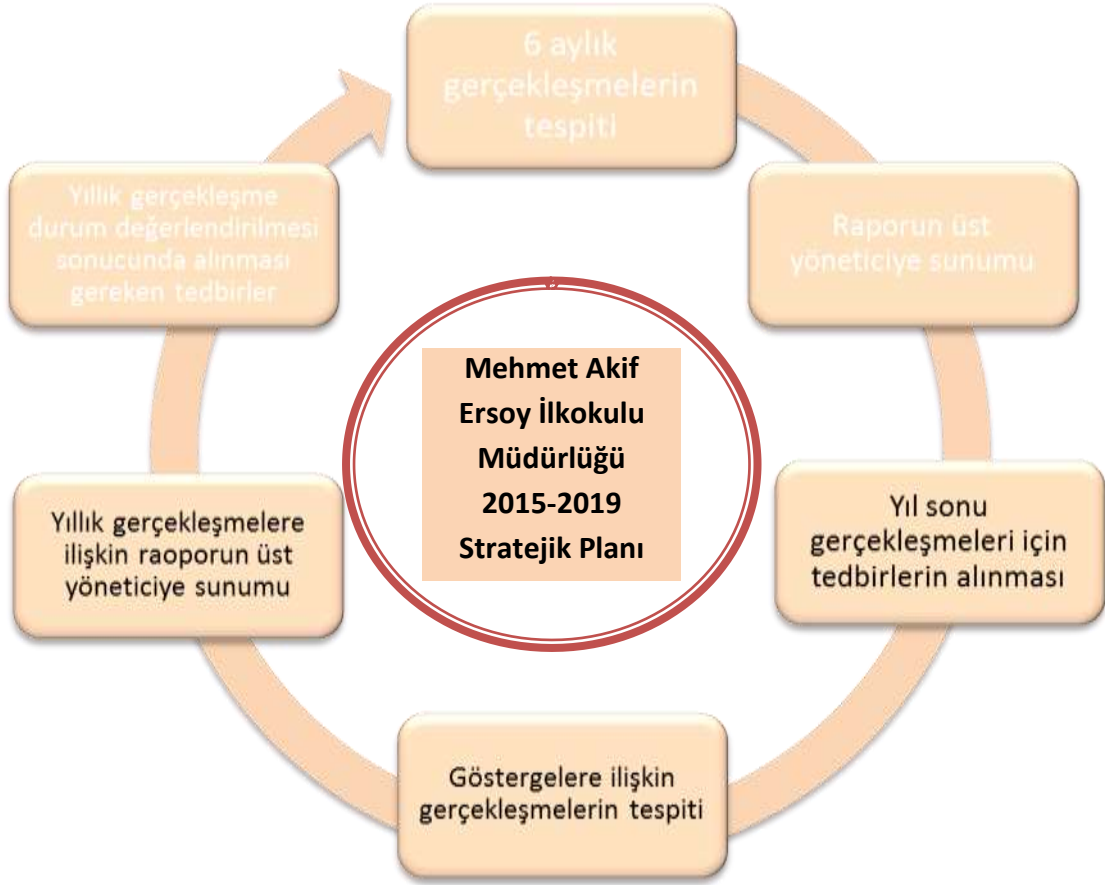 6 aylık
gerçekleşmelerin
tespiti
Raporun üst
yöneticiye sunumu
Yıl sonu
gerçekleşmeleri için
tedbirlerin alınması
Göstergelere ilişkin
gerçekleşmelerin tespiti
Yıllık gerçekleşmelere
ilişkin raoporun üst
yöneticiye sunumu
Yıllık gerçekleşme
durum değerlendirilmesi
sonucunda alınması
gereken tedbirler
Mehmet Akif
Ersoy İlkokulu
Müdürlüğü
2015-2019
Stratejik Planı